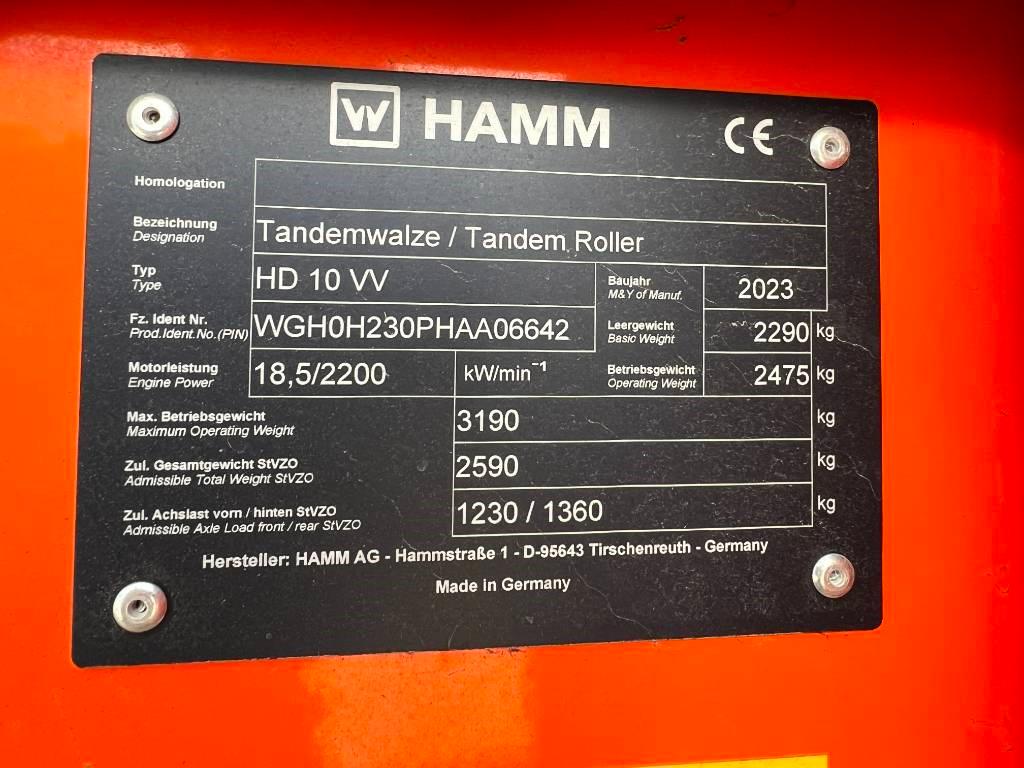 W HAMM CE
Homologation
Bezeichnung
Designation
Tandemwalze / Tandem Roller
Typ
Type
HD 10 VV
Baujahr
M&Y of Manuf.
2023
Fz. Ident Nr.
Prod.Ident.No.(PIN)
WGH0H230PHAA06642
Leergewicht
Basic Weight
2290 kg
Motorleistung
Engine Power
18,5/2200 kW/min⁻¹
Betriebsgewicht
Operating Weight
2475 kg
Max. Betriebsgewicht
Maximum Operating Weight
3190 kg
Zul. Gesamtgewicht StVZO
Admissible Total Weight StVZO
2590 kg
Zul. Achslast vorn / hinten StVZO
Admissible Axle Load front / rear StVZO
1230 / 1360 kg
Hersteller: HAMM AG - Hammstraße 1 - D-95643 Tirschenreuth - Germany
Made in Germany